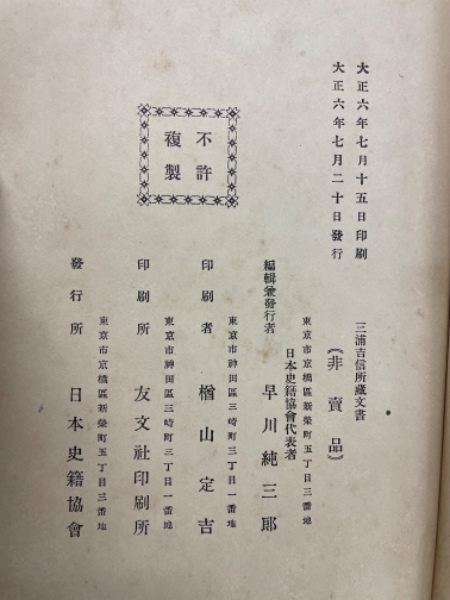 大正六年七月十五日印刷
大正六年七月二十日發行
三浦吉信所藏文書
（非賣品）
不許
複製
東京市京橋區新榮町五丁目三番地
日本史籍協會代表者
編輯兼發行者 早川純三郎
東京市神田區三崎町三丁目一番地
印刷者 楢山定吉
東京市神田區三崎町三丁目一番地
印刷所 友文社印刷所
東京市京橋區新榮町五丁目三番地
發行所 日本史籍協會